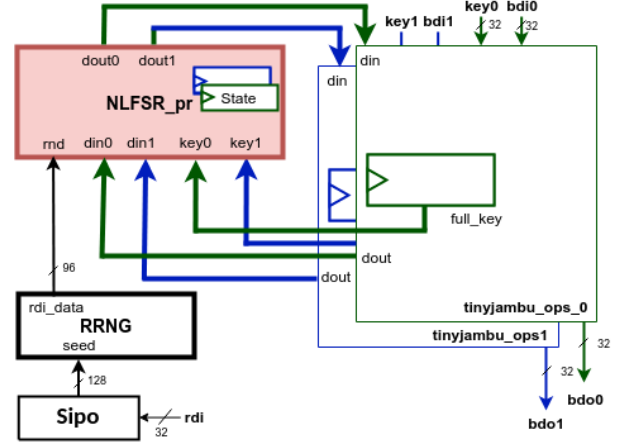 key0 bdi0
key1 bdi1
32
32
dout0
dout1
din
din
State
NLFSR_pr
rnd
din0
din1
key0
key1
full_key
dout
dout
96
rdi_data
RRNG
seed
tinyjambu_ops_0
tinyjambu_ops1
32
32
128
bdo0
bdo1
Sipo
rdi
32